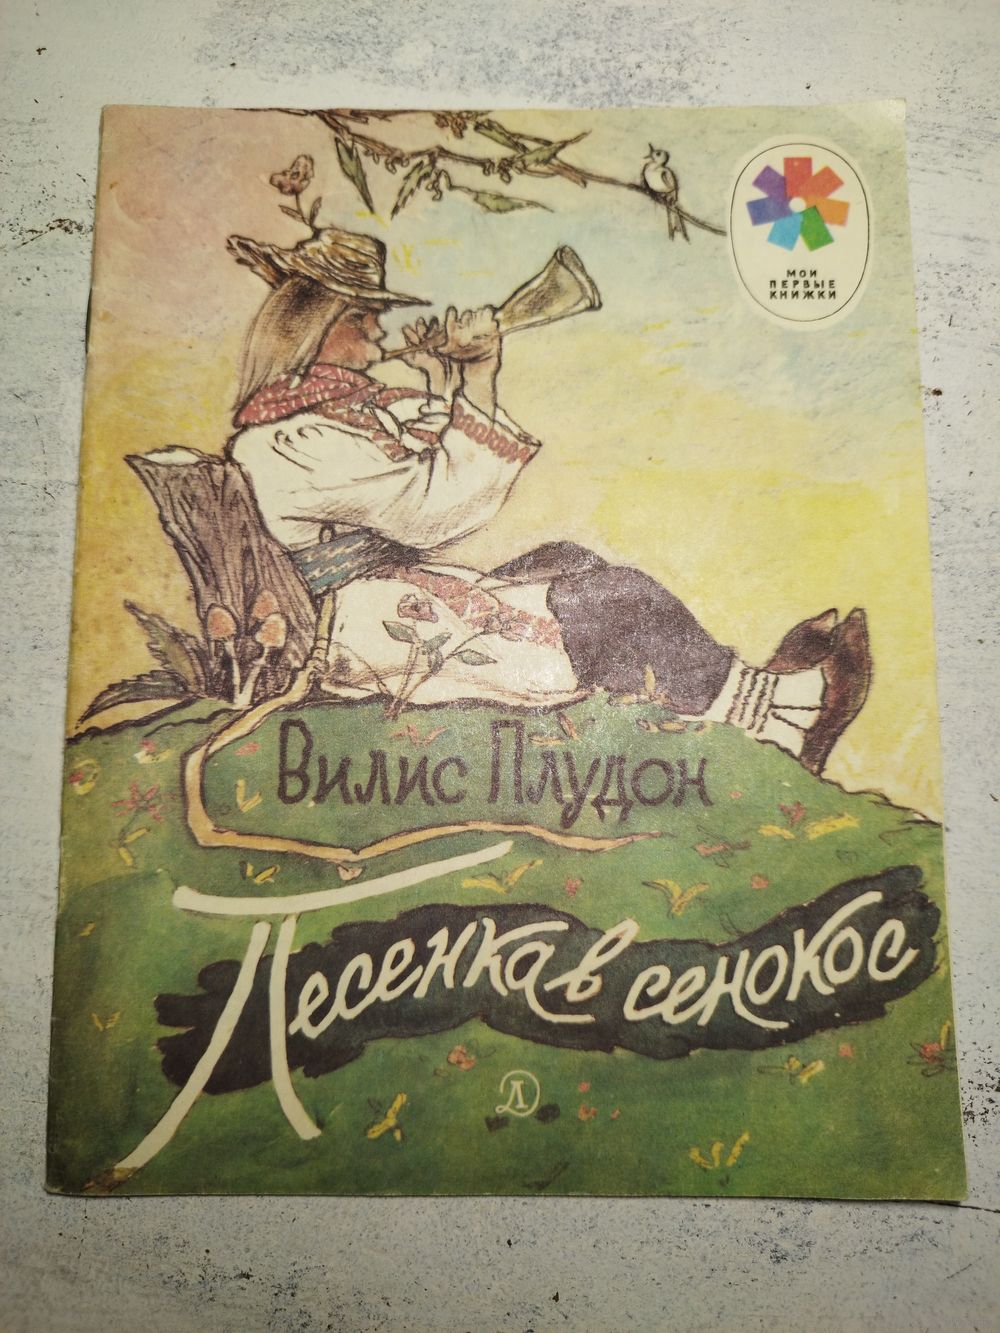 МОИ
ПЕРВЫЕ
КНИЖКИ
Вилис Плудон
Песенка в сенокос
Д